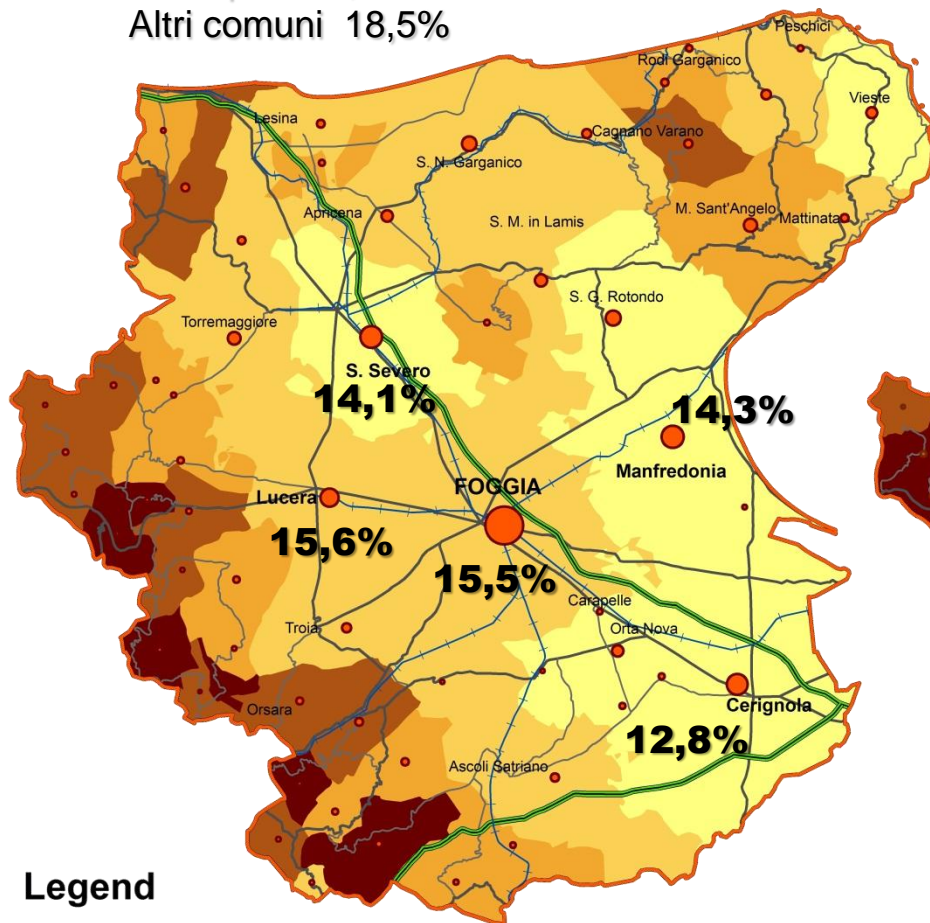 Altri comuni 18,5%
Peschici
Rodi Garganico
Vieste
Lesina
Cagnano Varano
S. N. Garganico
Apricena
S. M. in Lamis
M. Sant'Angelo
Mattinata
S. G. Rotondo
Torremaggiore
S. Severo
14,1%
14,3%
Manfredonia
FOGGIA
Lucera
15,6%
15,5%
Carapelle
Troia
Orta Nova
Orsara
Cerignola
12,8%
Ascoli Satriano
Legend